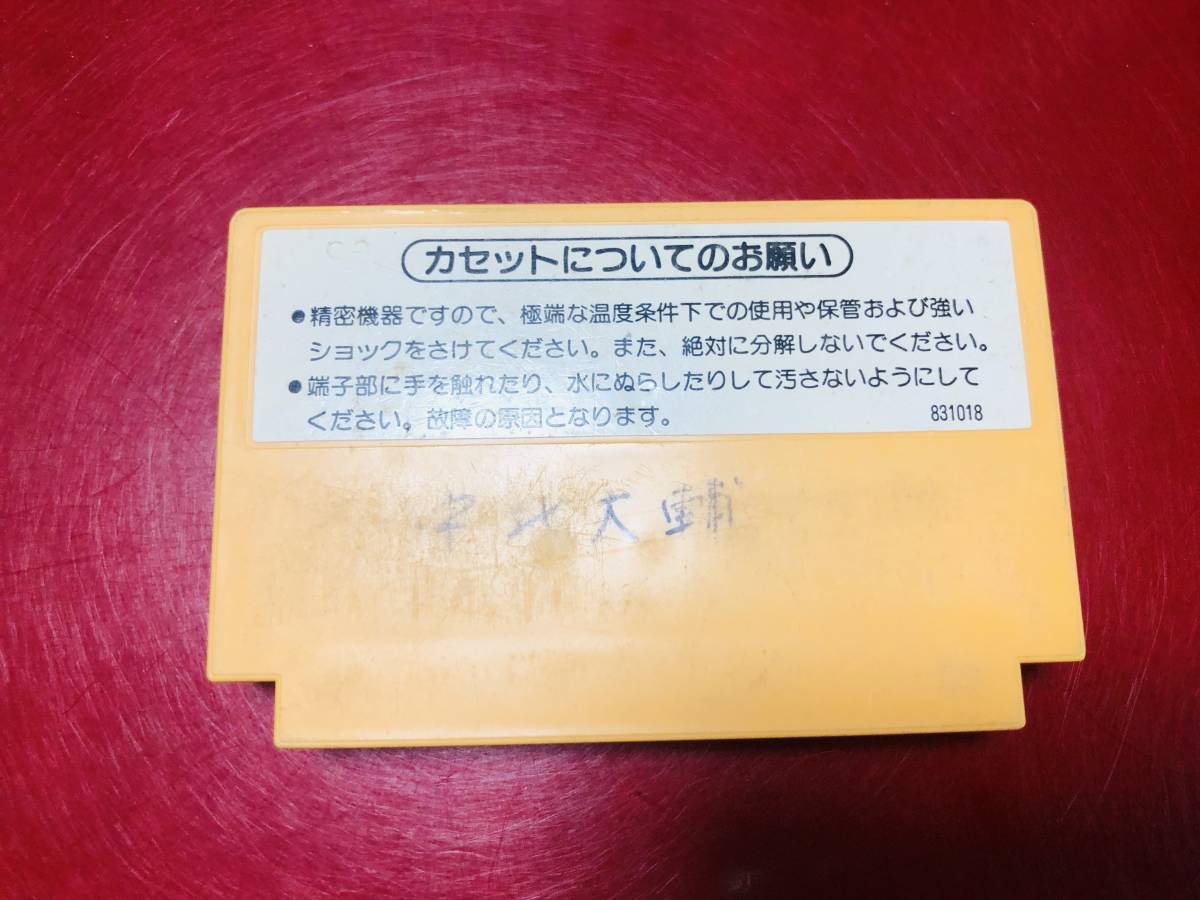 カセットについてのお願い
●精密機器ですので、極端な温度条件下での使用や保管および強い
ショックをさけてください。また、絶対に分解しないでください。
●端子部に手を触れたり、水にぬらしたりして汚さないようにして
ください。故障の原因となります。 831018
大輔